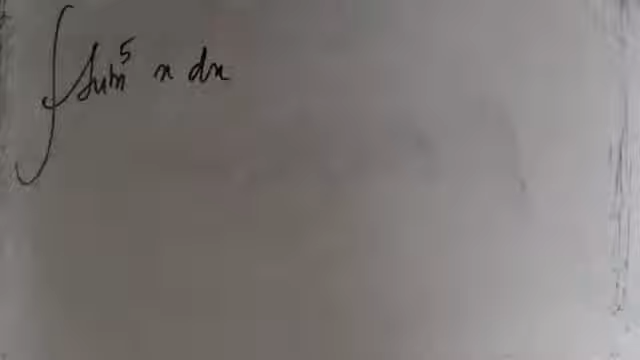 ∫ sin⁵ x dx